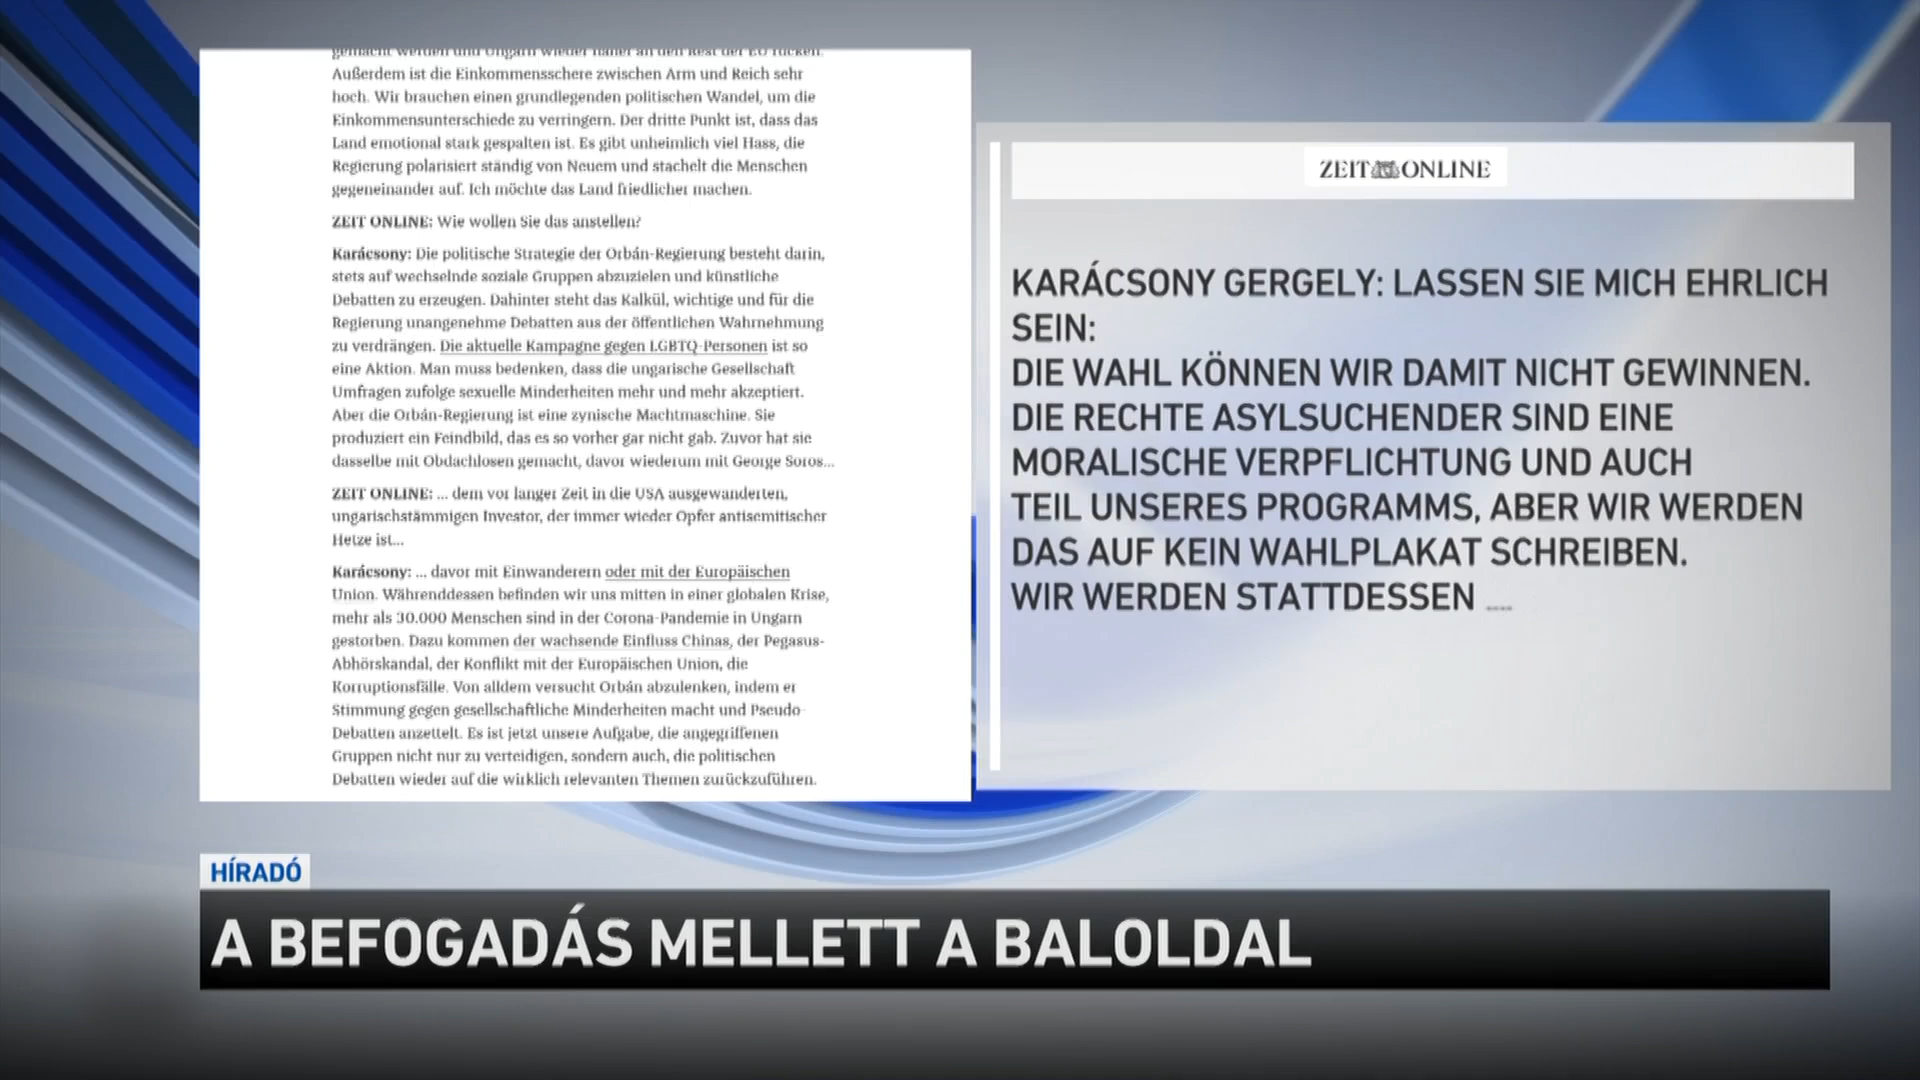 gemacht werden und Ungarn wieder näher an den Rest der EU rücken.
Außerdem ist die Einkommensschere zwischen Arm und Reich sehr
hoch. Wir brauchen einen grundlegenden politischen Wandel, um die
Einkommensunterschiede zu verringern. Der dritte Punkt ist, dass das
Land emotional stark gespalten ist. Es gibt unheimlich viel Hass, die
Regierung polarisiert ständig von Neuem und stachelt die Menschen
gegeneinander auf. Ich möchte das Land friedlicher machen.
ZEIT ONLINE: Wie wollen Sie das anstellen?
Karácsony: Die politische Strategie der Orbán-Regierung besteht darin,
stets auf wechselnde soziale Gruppen abzuzielen und künstliche
Debatten zu erzeugen. Dahinter steht das Kalkül, wichtige und für die
Regierung unangenehme Debatten aus der öffentlichen Wahrnehmung
zu verdrängen. Die aktuelle Kampagne gegen LGBTQ-Personen ist so
eine Aktion. Man muss bedenken, dass die ungarische Gesellschaft
Umfragen zufolge sexuelle Minderheiten mehr und mehr akzeptiert.
Aber die Orbán-Regierung ist eine zynische Machtmaschine. Sie
produziert ein Feindbild, das es so vorher gar nicht gab. Zuvor hat sie
dasselbe mit Obdachlosen gemacht, davor wiederum mit George Soros...
ZEIT ONLINE: ... dem vor langer Zeit in die USA ausgewanderten,
ungarischstämmigen Investor, der immer wieder Opfer antisemitischer
Hetze ist...
Karácsony: ... davor mit Einwanderern oder mit der Europäischen
Union. Währenddessen befinden wir uns mitten in einer globalen Krise,
mehr als 30.000 Menschen sind in der Corona-Pandemie in Ungarn
gestorben. Dazu kommen der wachsende Einfluss Chinas, der Pegasus-
Abhörskandal, der Konflikt mit der Europäischen Union, die
Korruptionsfälle. Von alldem versucht Orbán abzulenken, indem er
Stimmung gegen gesellschaftliche Minderheiten macht und Pseudo-
Debatten anzettelt. Es ist jetzt unsere Aufgabe, die angegriffenen
Gruppen nicht nur zu verteidigen, sondern auch, die politischen
Debatten wieder auf die wirklich relevanten Themen zurückzuführen.
ZEIT ONLINE
KARÁCSONY GERGELY: LASSEN SIE MICH EHRLICH
SEIN:
DIE WAHL KÖNNEN WIR DAMIT NICHT GEWINNEN.
DIE RECHTE ASYLSUCHENDER SIND EINE
MORALISCHE VERPFLICHTUNG UND AUCH
TEIL UNSERES PROGRAMMS, ABER WIR WERDEN
DAS AUF KEIN WAHLPLAKAT SCHREIBEN.
WIR WERDEN STATTDESSEN ....
HÍRADÓ
A BEFOGADÁS MELLETT A BALOLDAL